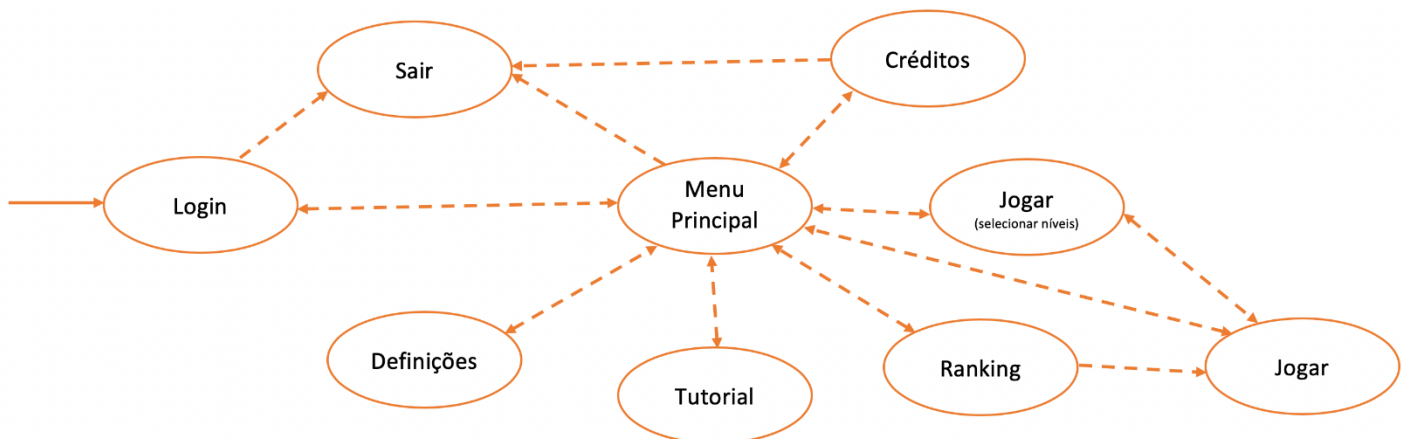 Sair
Créditos
Login
Menu
Principal
Jogar
(selecionar níveis)
Definições
Tutorial
Ranking
Jogar